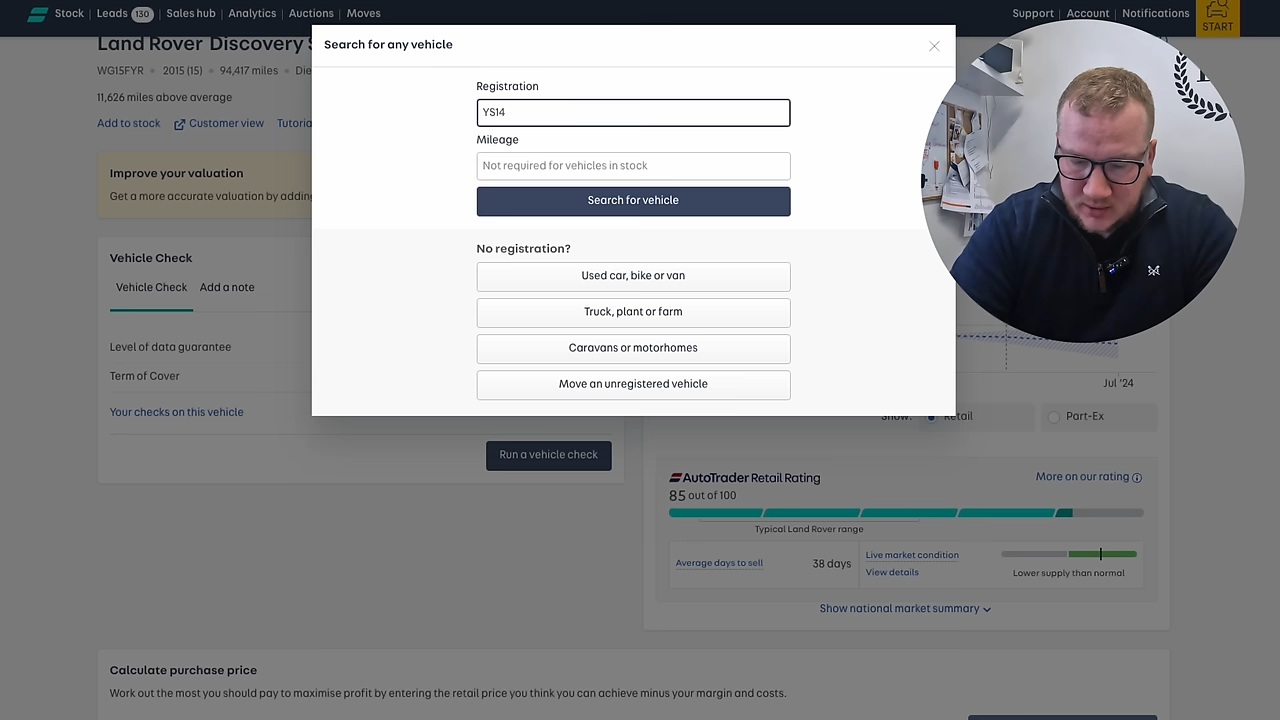 Stock
Leads 130
Sales hub
Analytics
Auctions
Moves
Support
Account
Notifications
START
Land Rover Discovery
WG15FYR • 2015 (15) • 94,417 miles •
11,626 miles above average
Add to stock
Customer view
Improve your valuation
Get a more accurate valuation by adding
Vehicle Check
Vehicle Check
Add a note
Level of data guarantee
Term of Cover
Your checks on this vehicle
Run a vehicle check
Search for any vehicle
Registration
YS14
Mileage
Not required for vehicles in stock
Search for vehicle
No registration?
Used car, bike or van
Truck, plant or farm
Caravans or motorhomes
Move an unregistered vehicle
Jul '24
Show:
Retail
Part-Ex
AutoTrader Retail Rating
More on our rating
85 out of 100
Typical Land Rover range
Average days to sell
38 days
Live market condition
View details
Lower supply than normal
Show national market summary
Calculate purchase price
Work out the most you should pay to maximise profit by entering the retail price you think you can achieve minus your margin and costs.